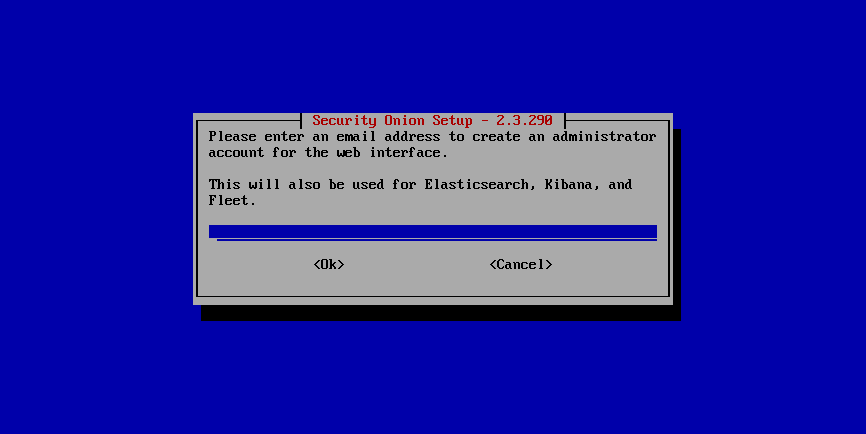 Security Onion Setup - 2.3.290
Please enter an email address to create an administrator
account for the web interface.
This will also be used for Elasticsearch, Kibana, and
Fleet.
<Ok> <Cancel>